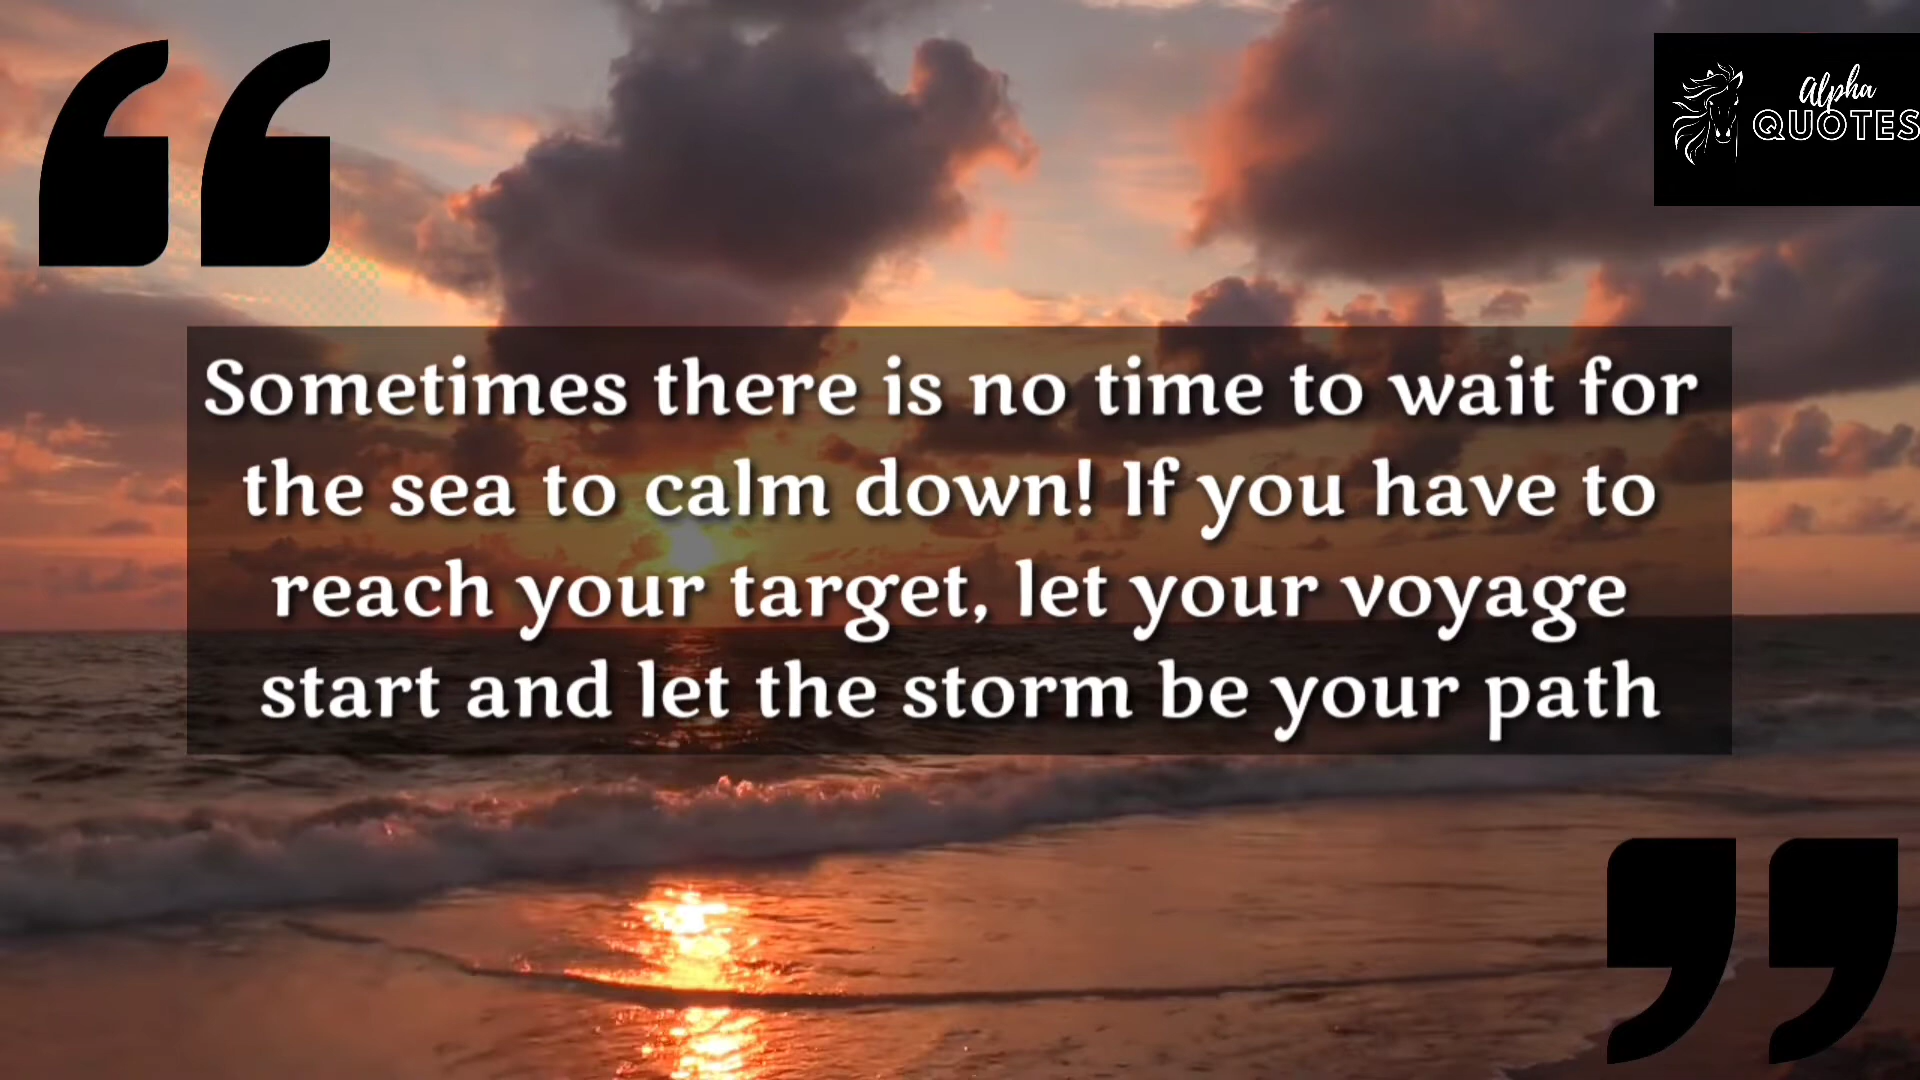 Alpha
QUOTES
Sometimes there is no time to wait for
the sea to calm down! If you have to
reach your target, let your voyage
start and let the storm be your path